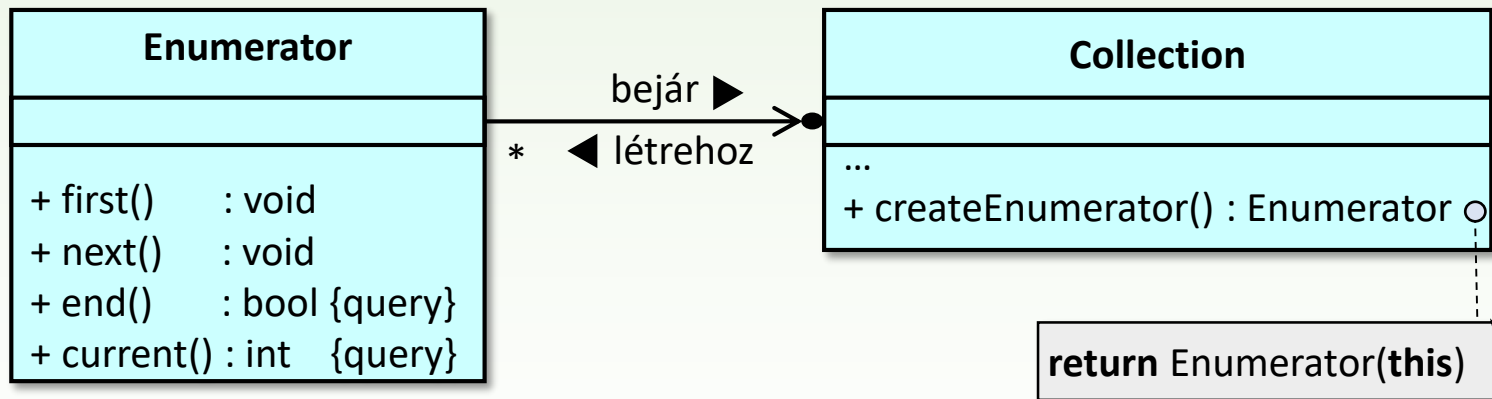 Enumerator
+ first() : void
+ next() : void
+ end() : bool {query}
+ current() : int {query}
bejár ▶
* ◀ létrehoz
Collection
...
+ createEnumerator() : Enumerator
return Enumerator(this)